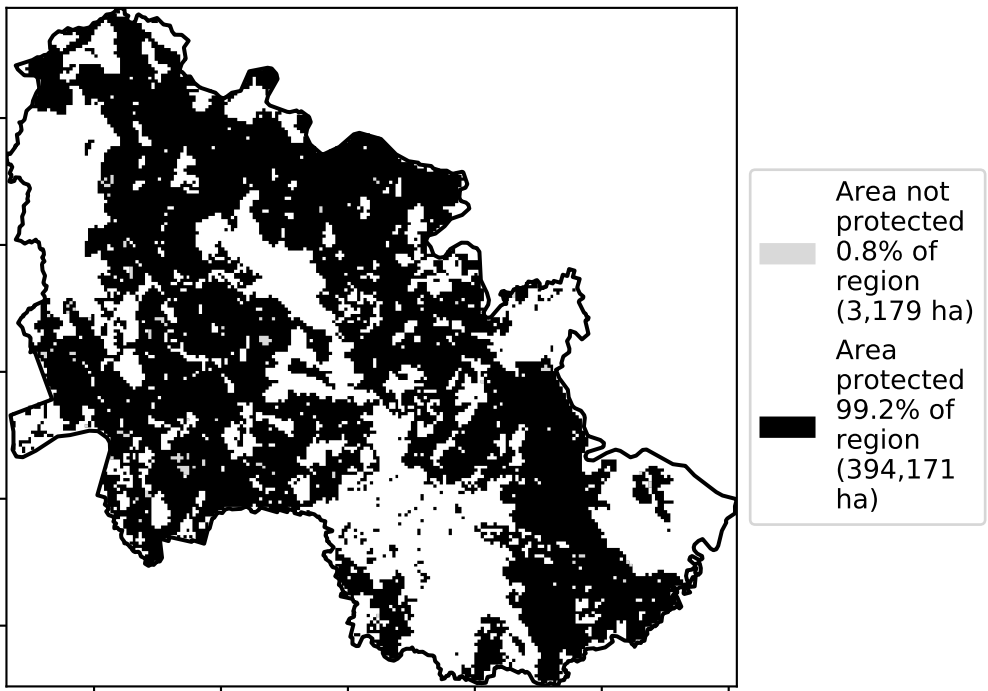 Area not
protected
0.8% of
region
(3,179 ha)
Area
protected
99.2% of
region
(394,171
ha)